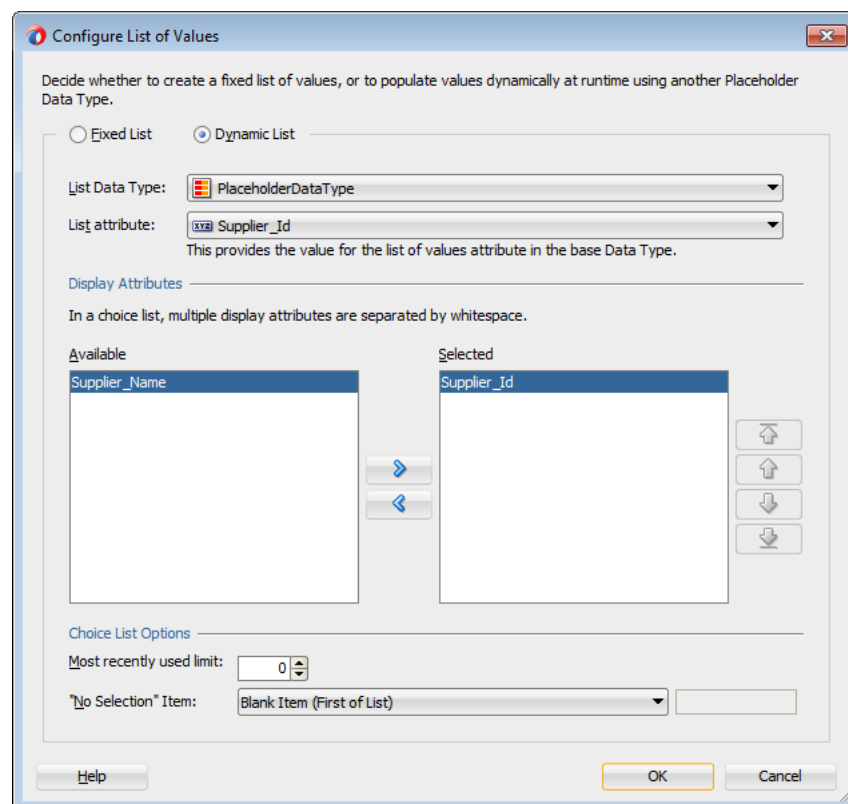 Configure List of Values
Decide whether to create a fixed list of values, or to populate values dynamically at runtime using another Placeholder
Data Type.
Fixed List Dynamic List
List Data Type: PlaceholderDataType
List attribute: XYZ Supplier_Id
This provides the value for the list of values attribute in the base Data Type.
Display Attributes
In a choice list, multiple display attributes are separated by whitespace.
Available Selected
Supplier_Name Supplier_Id
Choice List Options
Most recently used limit: 0
"No Selection" Item: Blank Item (First of List)
Help OK Cancel